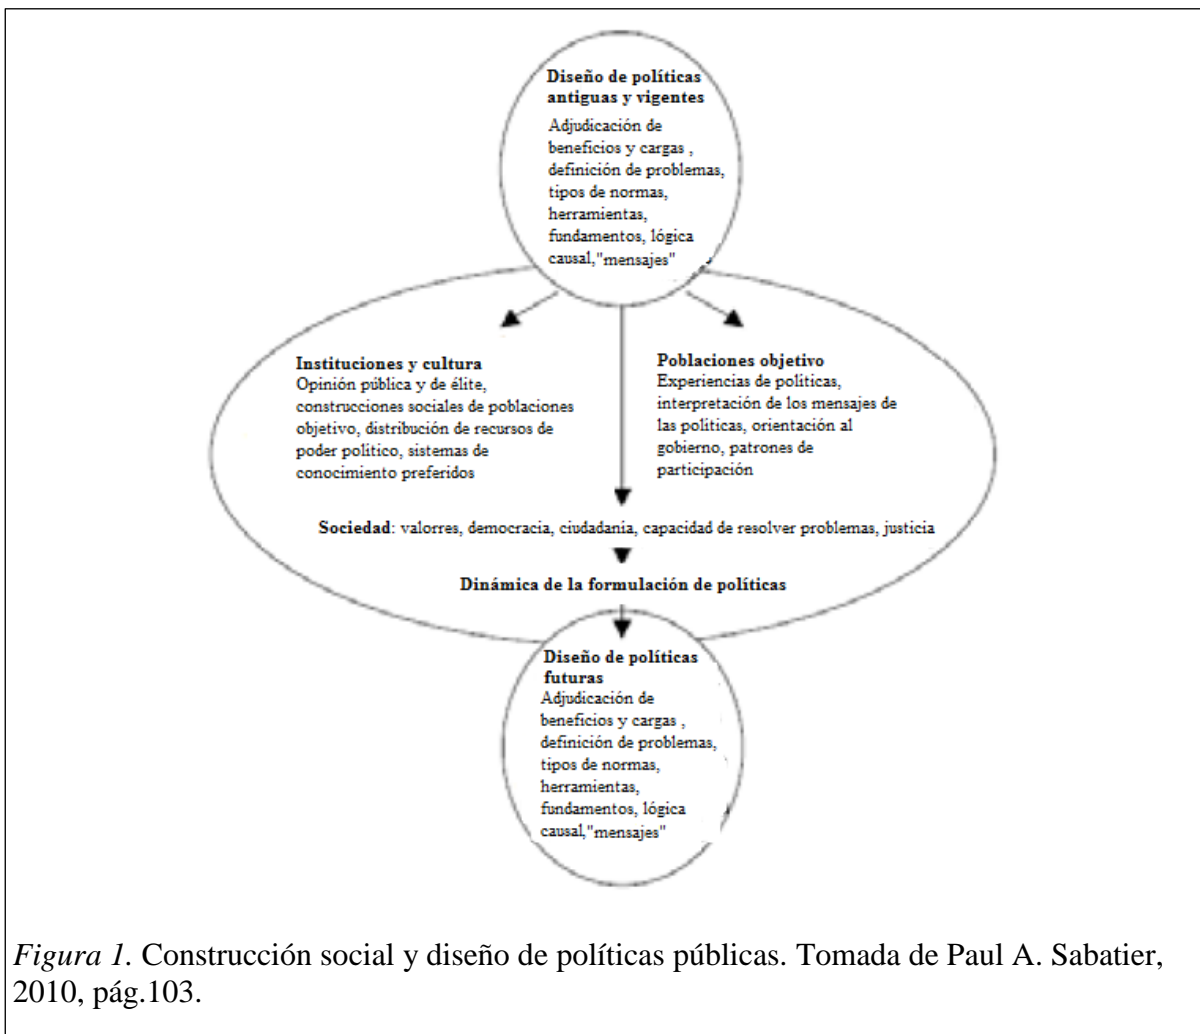 Diseño de políticas
antiguas y vigentes
Adjudicación de
beneficios y cargas ,
definición de problemas,
tipos de normas,
herramientas,
fundamentos, lógica
causal,"mensajes"
Instituciones y cultura
Opinión pública y de élite,
construcciones sociales de poblaciones
objetivo, distribución de recursos de
poder político, sistemas de
conocimiento preferidos
Poblaciones objetivo
Experiencias de políticas,
interpretación de los mensajes de
las políticas, orientación al
gobierno, patrones de
participación
Sociedad: valorres, democracia, ciudadanía, capacidad de resolver problemas, justicia
Dinámica de la formulación de políticas
Diseño de políticas
futuras
Adjudicación de
beneficios y cargas ,
definición de problemas,
tipos de normas,
herramientas,
fundamentos, lógica
causal,"mensajes"
Figura 1. Construcción social y diseño de políticas públicas. Tomada de Paul A. Sabatier,
2010, pág.103.